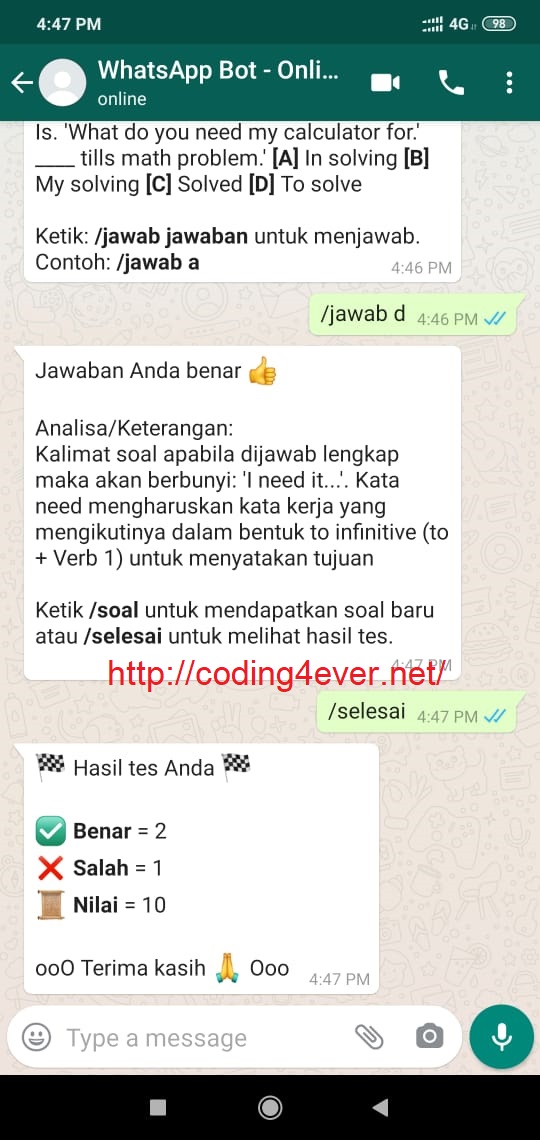 4:47 PM
4G
98
WhatsApp Bot - Onli...
online
Is. 'What do you need my calculator for.'
____ tills math problem.' [A] In solving [B]
My solving [C] Solved [D] To solve
Ketik: /jawab jawaban untuk menjawab.
Contoh: /jawab a
4:46 PM
/jawab d 4:46 PM
Jawaban Anda benar 👍
Analisa/Keterangan:
Kalimat soal apabila dijawab lengkap
maka akan berbunyi: 'I need it...'. Kata
need mengharuskan kata kerja yang
mengikutinya dalam bentuk to infinitive (to
+ Verb 1) untuk menyatakan tujuan
Ketik /soal untuk mendapatkan soal baru
atau /selesai untuk melihat hasil tes.
4:47 PM
http://coding4ever.net/
/selesai 4:47 PM
🏁 Hasil tes Anda 🏁
✅ Benar = 2
❌ Salah = 1
📜 Nilai = 10
ooO Terima kasih 🙏 Ooo
4:47 PM
Type a message